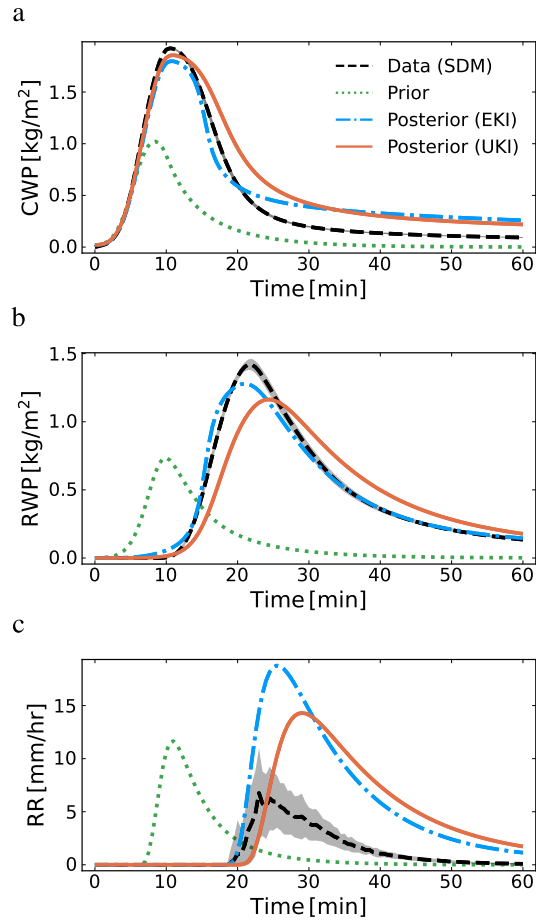 a
CWP [kg/m²]
1.5
1.0
0.5
0.0
Data (SDM)
Prior
Posterior (EKI)
Posterior (UKI)
0 10 20 30 40 50 60
Time [min]
b
RWP [kg/m²]
1.5
1.0
0.5
0.0
0 10 20 30 40 50 60
Time [min]
c
RR [mm/hr]
15
10
5
0
0 10 20 30 40 50 60
Time [min]